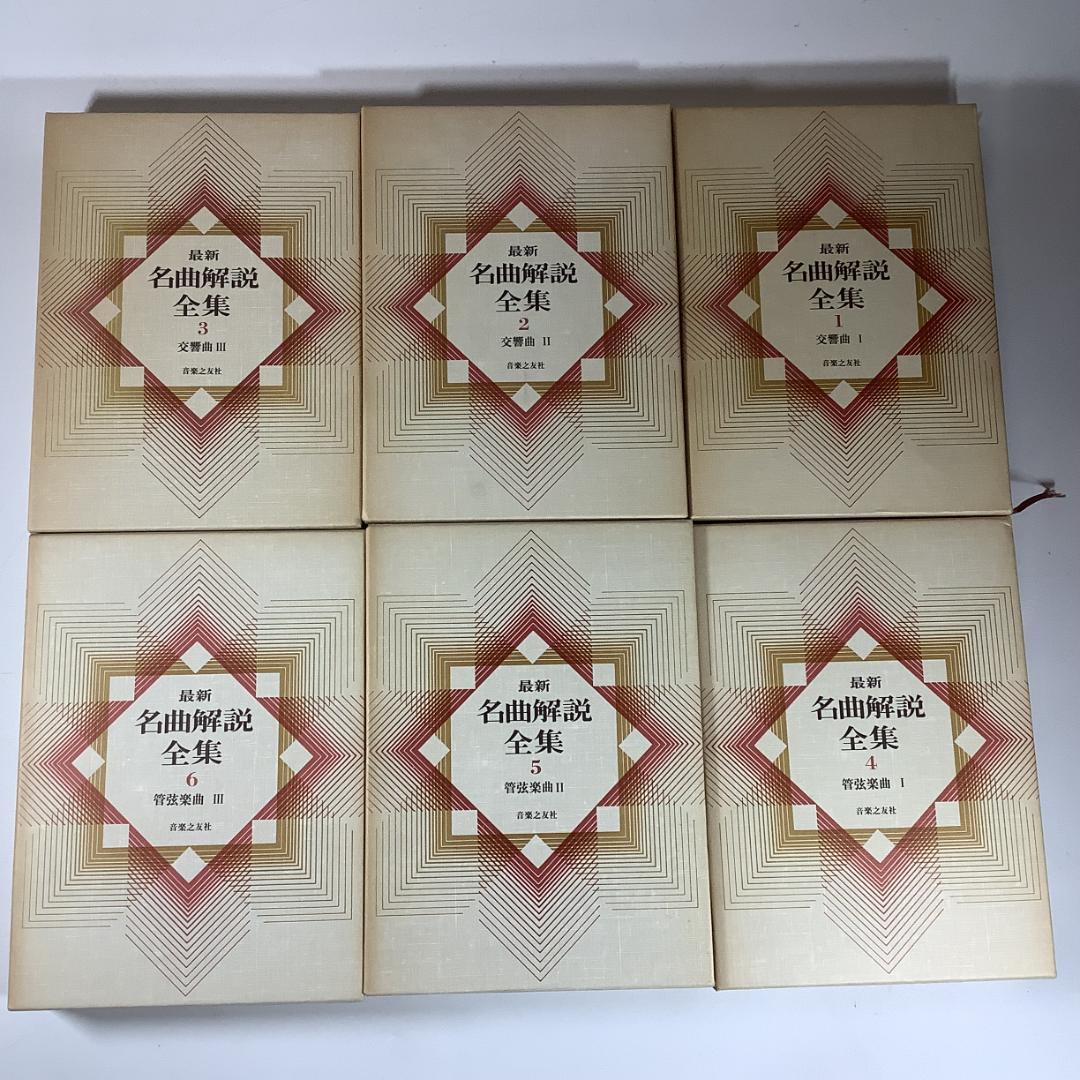 最新
名曲解説
全集
3
交響曲 III
音楽之友社
最新
名曲解説
全集
2
交響曲 II
音楽之友社
最新
名曲解説
全集
1
交響曲 I
音楽之友社
最新
名曲解説
全集
6
管弦楽曲 III
音楽之友社
最新
名曲解説
全集
5
管弦楽曲 II
音楽之友社
最新
名曲解説
全集
4
管弦楽曲 I
音楽之友社